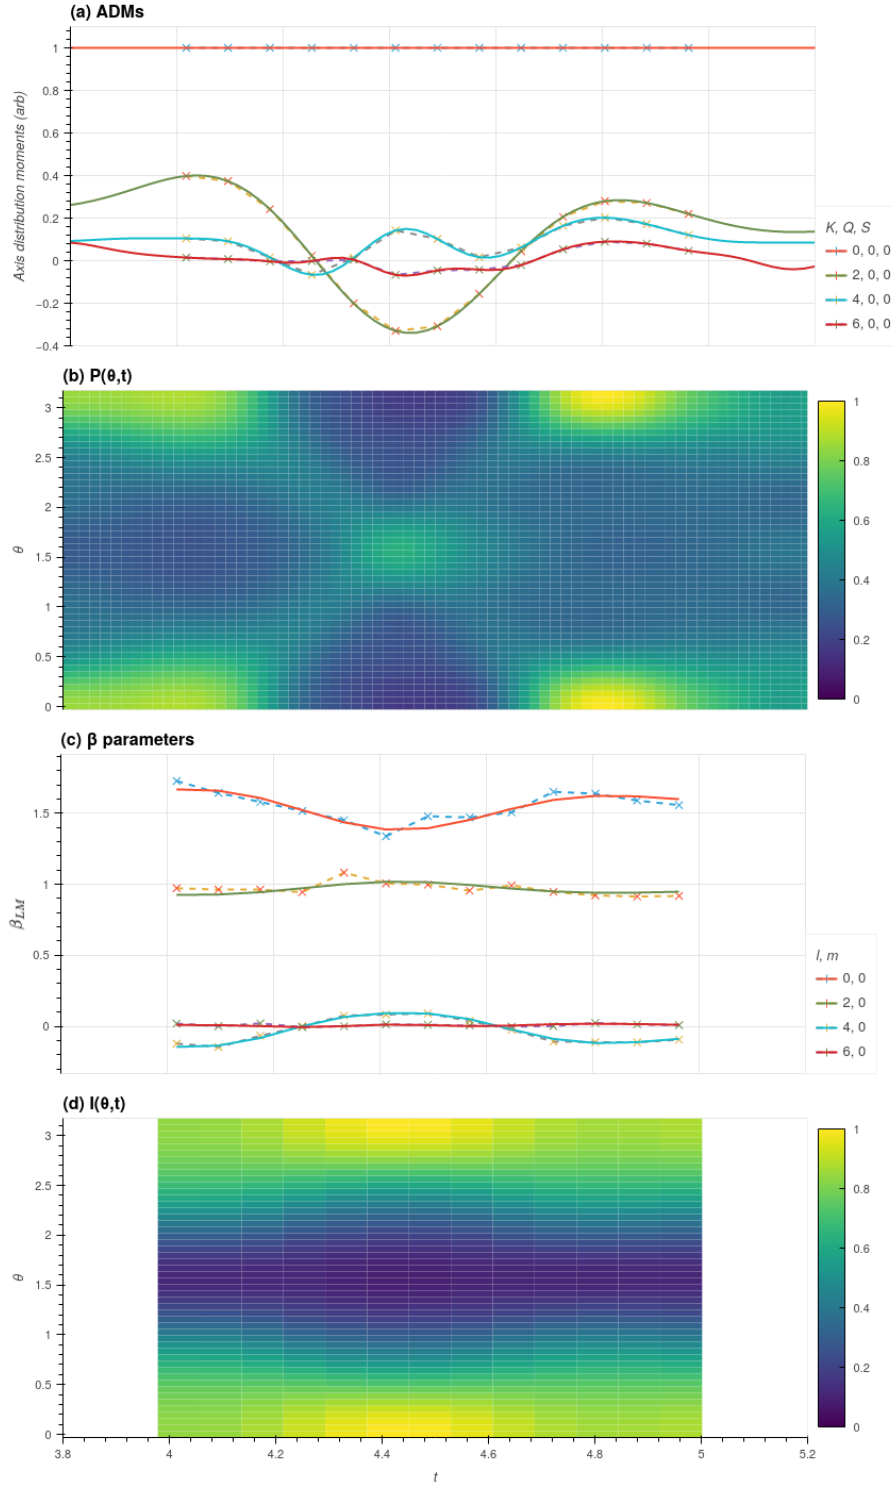 (a) ADMs
1
0.8
0.6
0.4
0.2
0
−0.2
−0.4
Axis distribution moments (arb)
K, Q, S
0, 0, 0
2, 0, 0
4, 0, 0
6, 0, 0
(b) P(θ,t)
3
2.5
2
1.5
1
0.5
0
θ
1
0.8
0.6
0.4
0.2
0
(c) β parameters
1.5
1
0.5
0
βLM
l, m
0, 0
2, 0
4, 0
6, 0
(d) I(θ,t)
3
2.5
2
1.5
1
0.5
0
θ
1
0.8
0.6
0.4
0.2
0
3.8 4 4.2 4.4 4.6 4.8 5 5.2
t